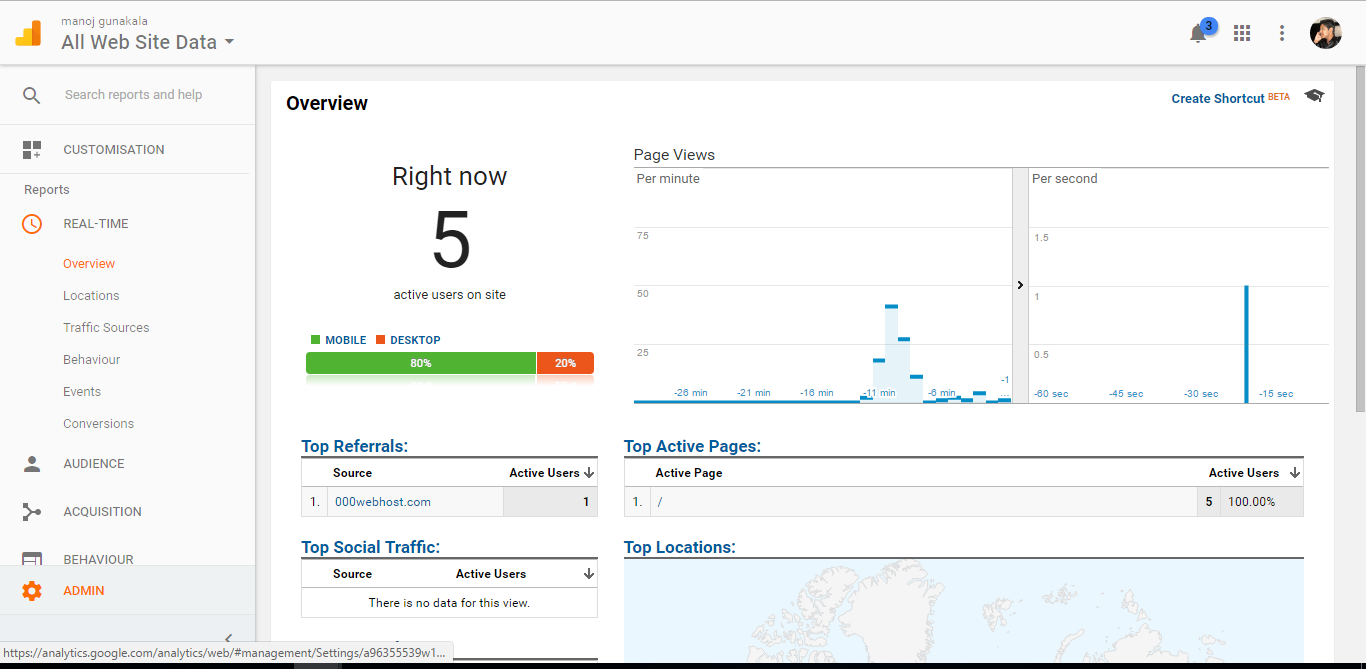 manoj gunakala
All Web Site Data
3
Search reports and help
CUSTOMISATION
Reports
REAL-TIME
Overview
Locations
Traffic Sources
Behaviour
Events
Conversions
AUDIENCE
ACQUISITION
BEHAVIOUR
ADMIN
https://analytics.google.com/analytics/web/#management/Settings/a96355539w1...
Overview
Create Shortcut BETA
Right now
5
active users on site
MOBILE DESKTOP
80% 20%
Page Views
Per minute
75
50
25
-26 min -21 min -16 min -11 min -6 min -1
...
Per second
1.5
1
0.5
-60 sec -45 sec -30 sec -15 sec
Top Referrals:
Source Active Users
1. 000webhost.com 1
Top Active Pages:
Active Page Active Users
1. / 5 100.00%
Top Social Traffic:
Source Active Users
There is no data for this view.
Top Locations: